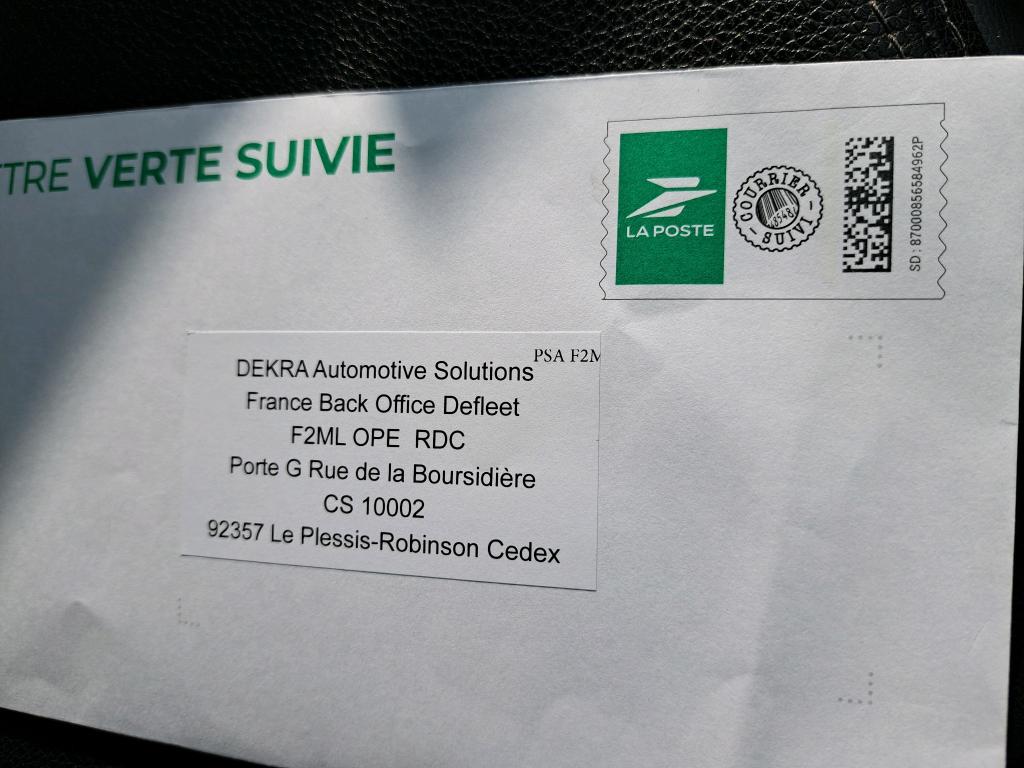 TTRE VERTE SUIVIE
LA POSTE
COURRIER
SUIVI
SD : 87000856584962P
PSA F2M
DEKRA Automotive Solutions
France Back Office Defleet
F2ML OPE RDC
Porte G Rue de la Boursidière
CS 10002
92357 Le Plessis-Robinson Cedex